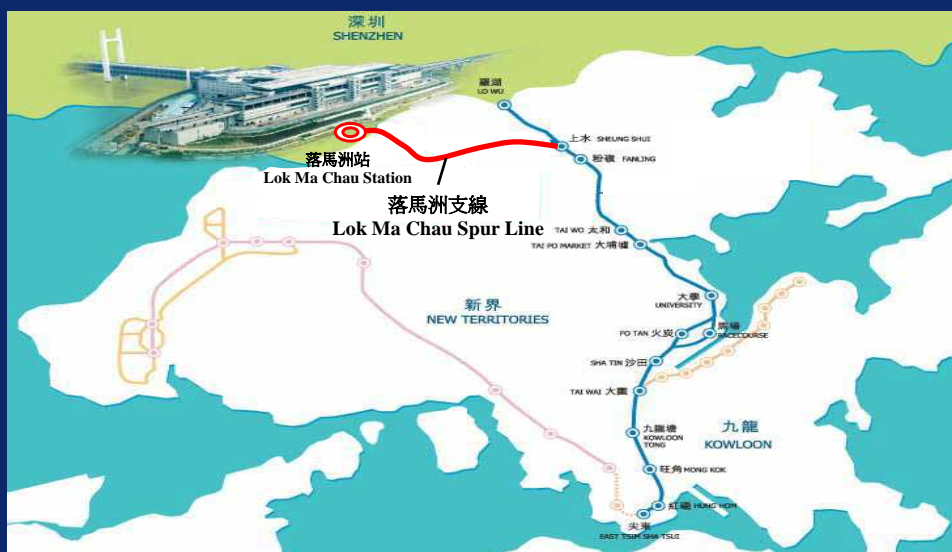 深圳
SHENZHEN
羅湖
LO WU
上水 SHEUNG SHUI
粉嶺 FANLING
落馬洲站
Lok Ma Chau Station
落馬洲支線
Lok Ma Chau Spur Line
TAI WO 太和
TAI PO MARKET 大埔墟
大學
UNIVERSITY
新界
NEW TERRITORIES
FO TAN 火炭
馬場
RACECOURSE
SHA TIN 沙田
TAI WAI 大圍
九龍塘
KOWLOON
TONG
九龍
KOWLOON
旺角 MONG KOK
紅磡 HUNG HOM
尖東
EAST TSIM SHA TSUI